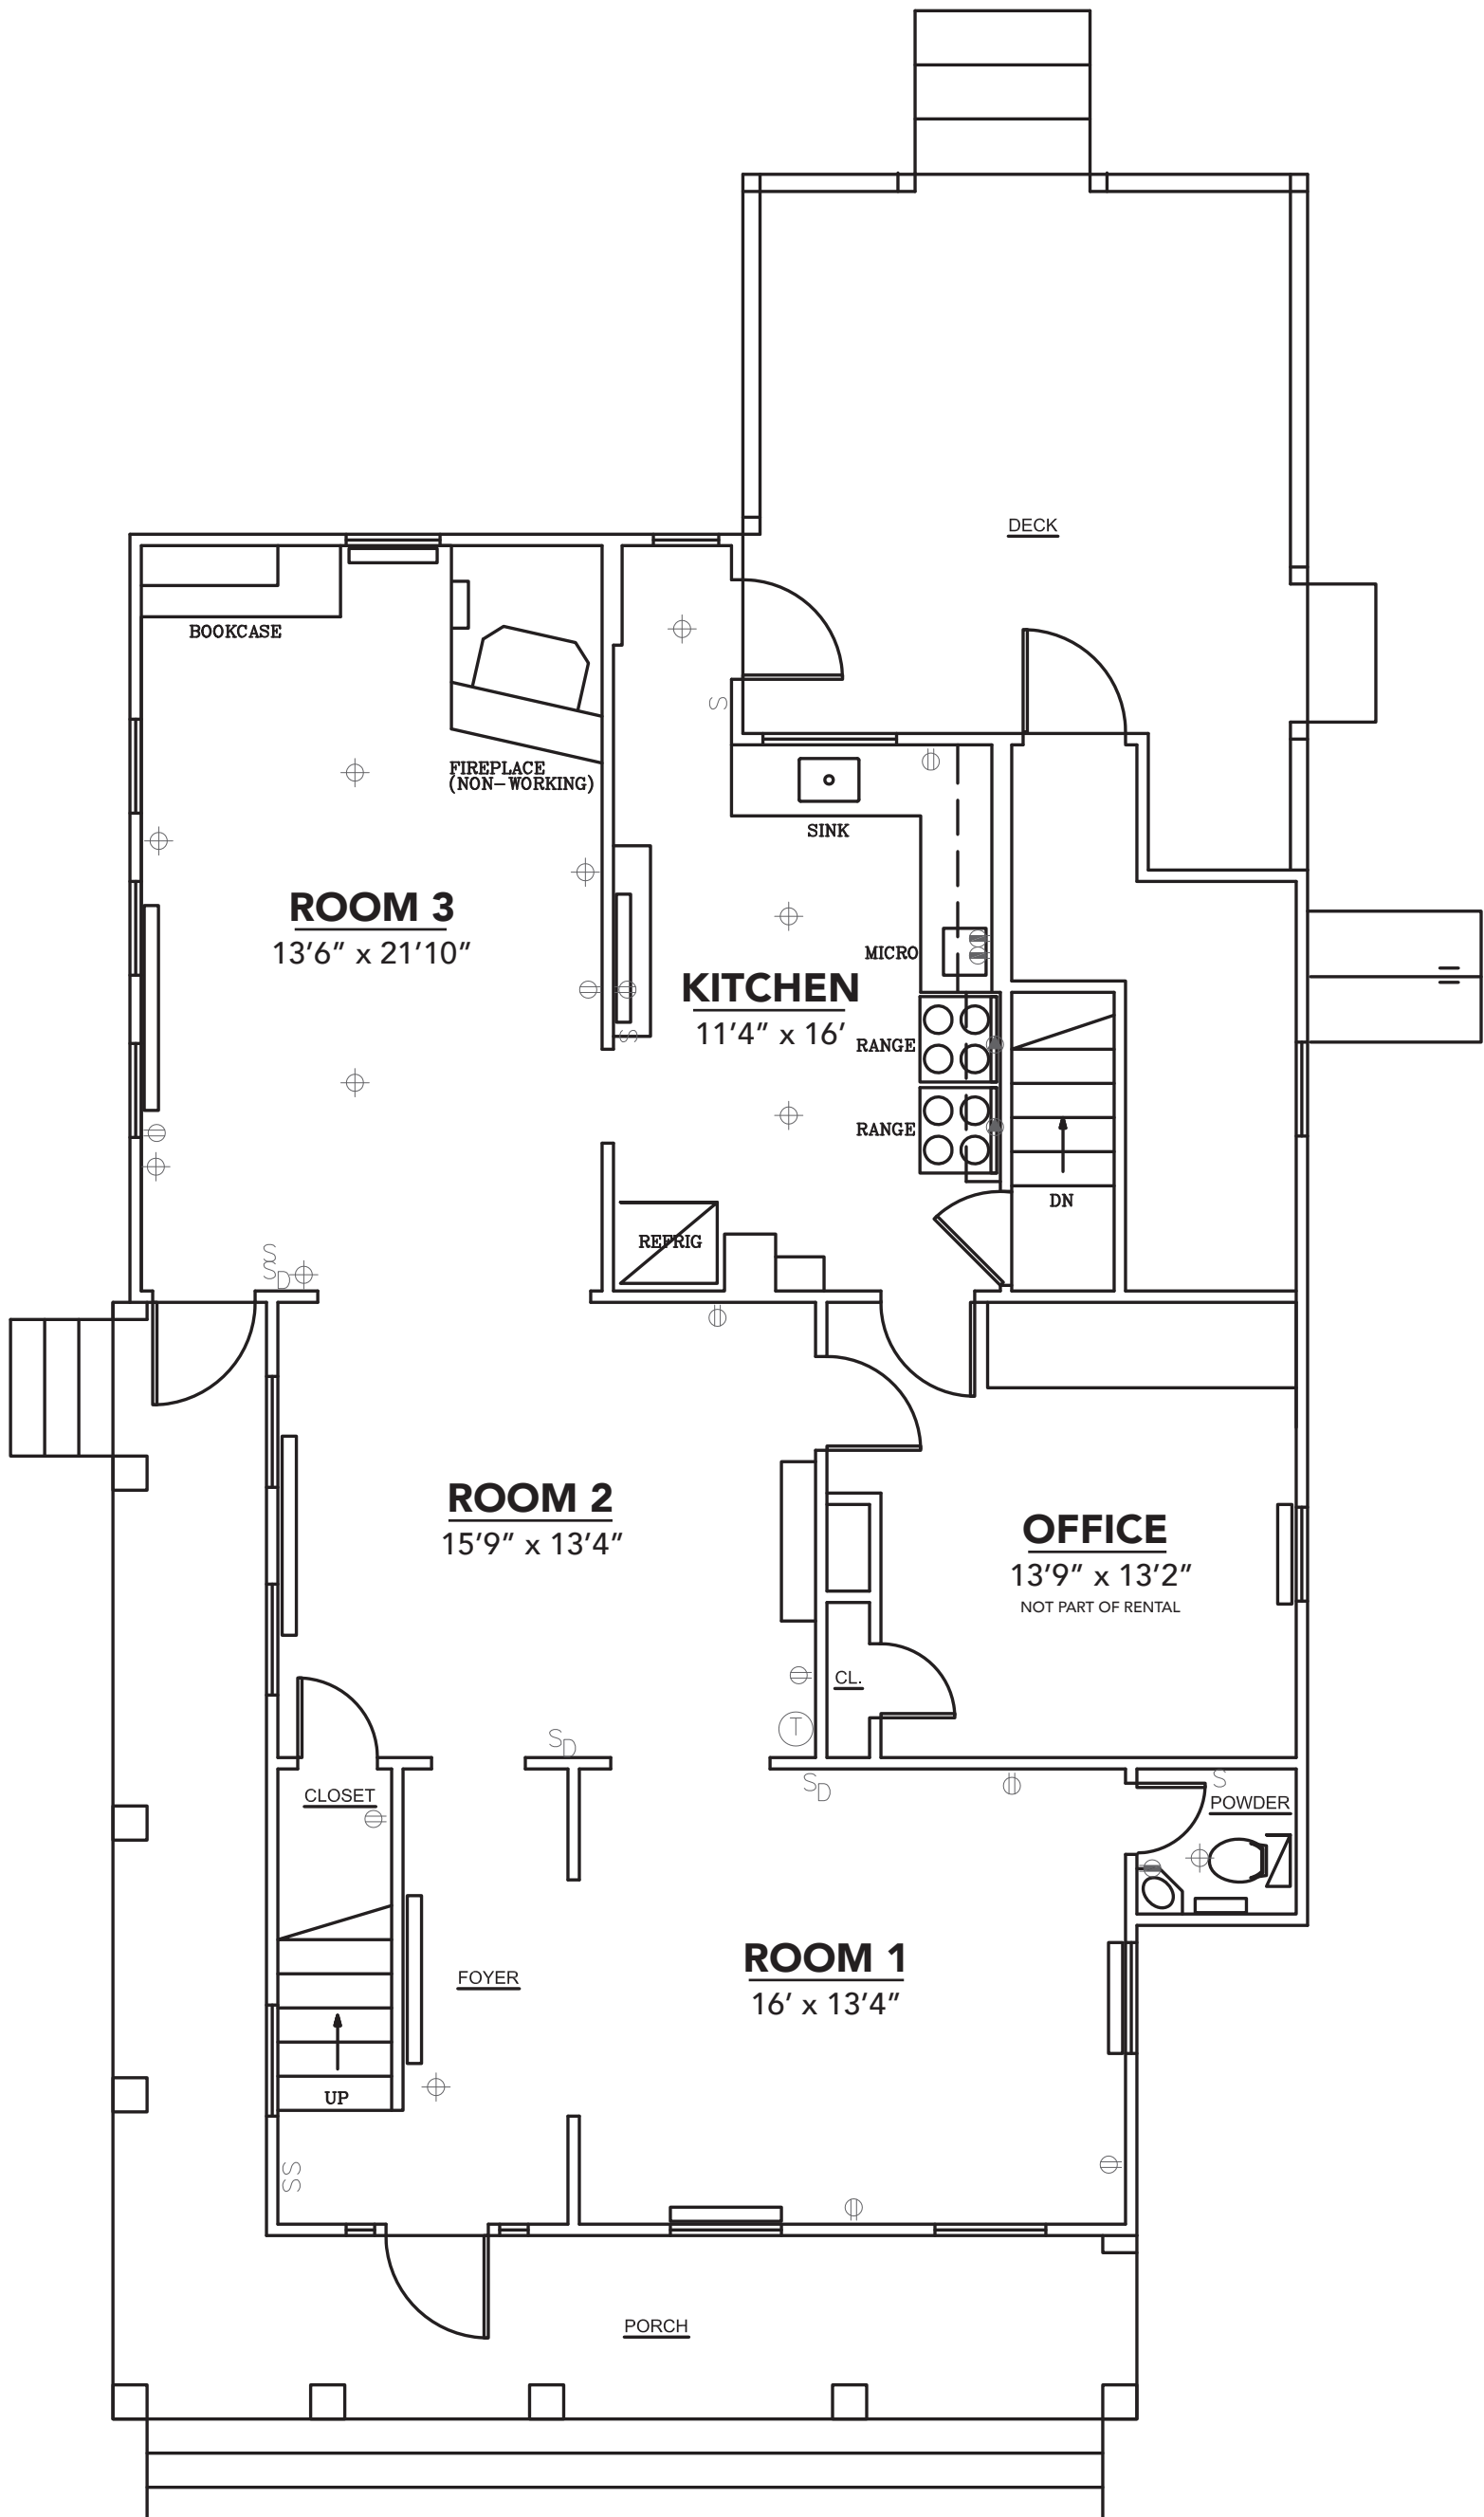 DECK
BOOKCASE
S
FIREPLACE
(NON-WORKING)
SINK
ROOM 3
13'6" x 21'10"
MICRO
KITCHEN
11'4" x 16'
S
RANGE
RANGE
DN
REFRIG
S
S
D
ROOM 2
15'9" x 13'4"
OFFICE
13'9" x 13'2"
NOT PART OF RENTAL
CL.
T
S
D
S
D
S
CLOSET
POWDER
ROOM 1
16' x 13'4"
FOYER
UP
S
S
PORCH